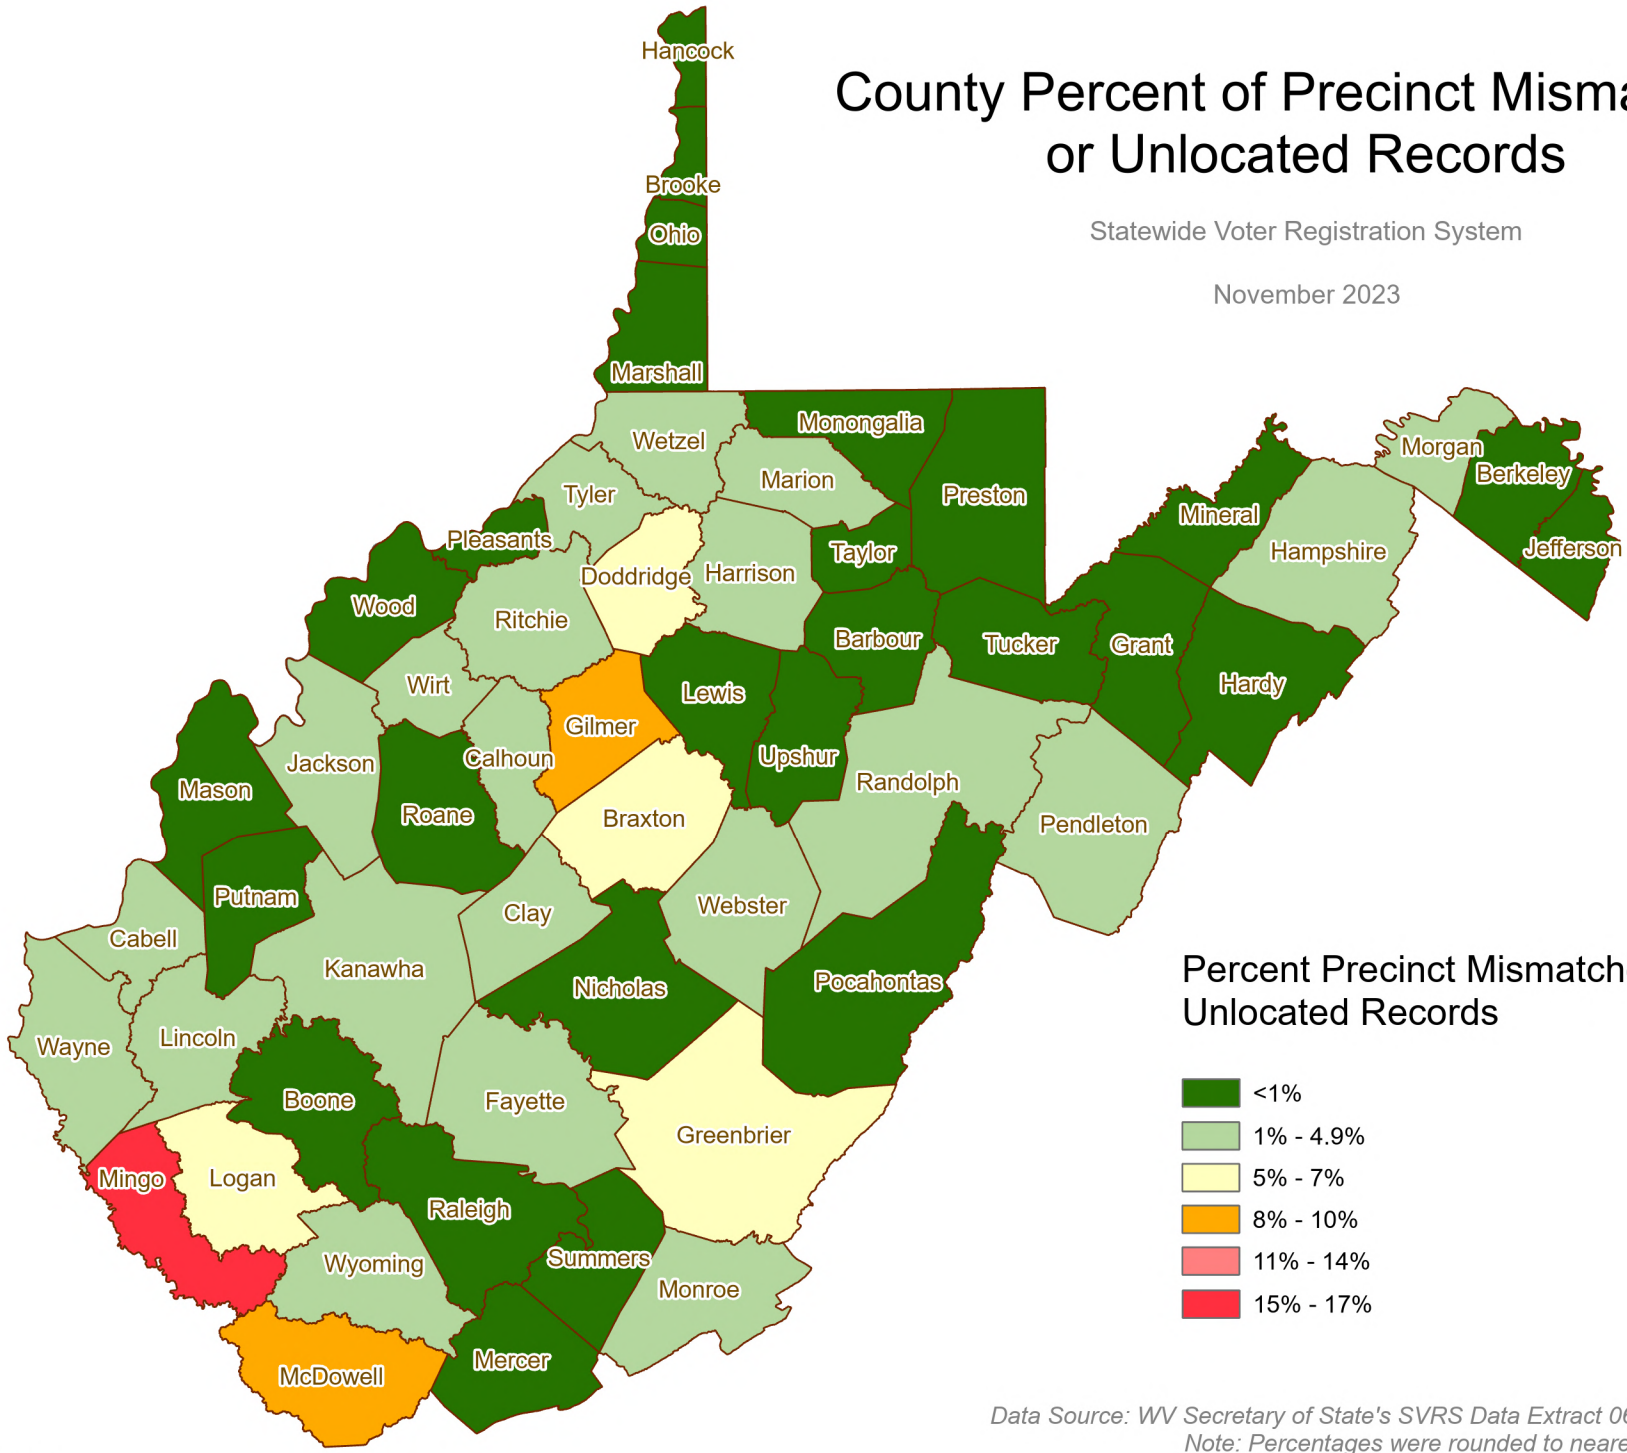 County Percent of Precinct Misma
or Unlocated Records
Statewide Voter Registration System
November 2023
Hancock
Brooke
Ohio
Marshall
Wetzel
Monongalia
Marion
Preston
Tyler
Pleasants
Doddridge
Harrison
Taylor
Mineral
Hampshire
Morgan
Berkeley
Jefferson
Wood
Ritchie
Barbour
Tucker
Grant
Hardy
Wirt
Lewis
Gilmer
Calhoun
Upshur
Jackson
Randolph
Mason
Roane
Braxton
Pendleton
Putnam
Clay
Webster
Cabell
Kanawha
Nicholas
Pocahontas
Wayne
Lincoln
Boone
Fayette
Greenbrier
Mingo
Logan
Raleigh
Summers
Wyoming
Monroe
McDowell
Mercer
Percent Precinct Mismatch
Unlocated Records
<1%
1% - 4.9%
5% - 7%
8% - 10%
11% - 14%
15% - 17%
Data Source: WV Secretary of State's SVRS Data Extract 06
Note: Percentages were rounded to neare